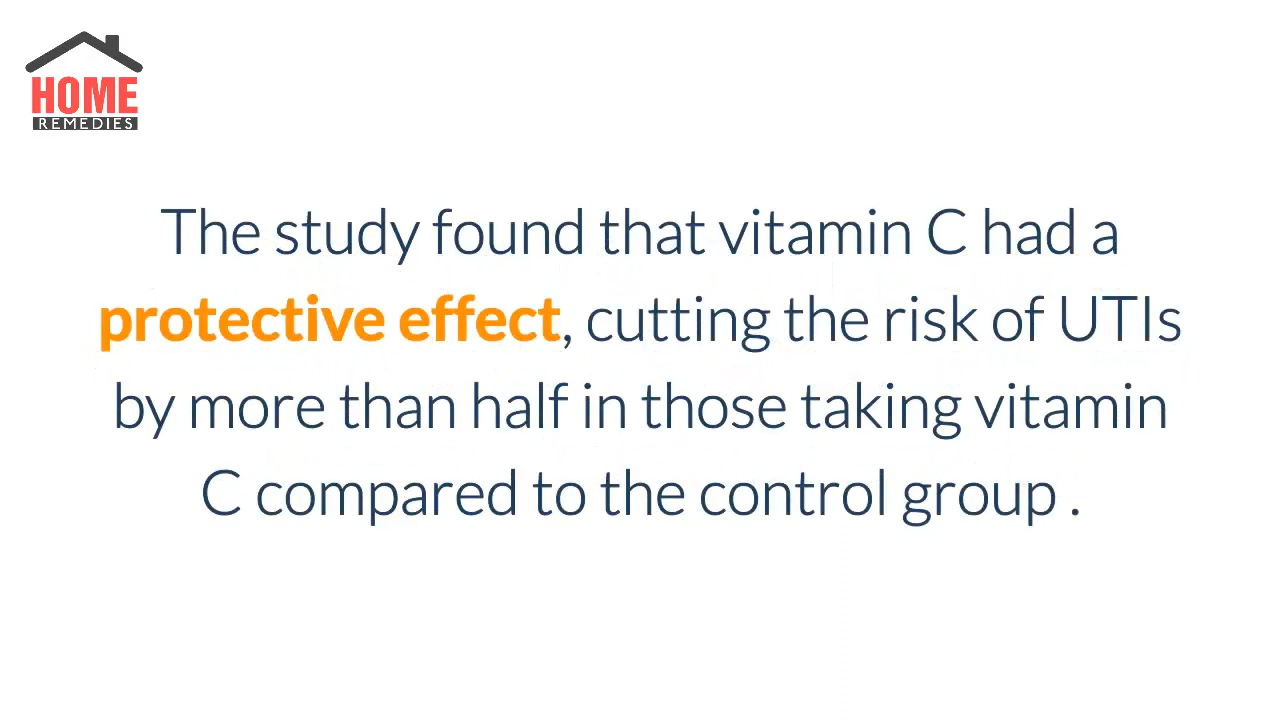 HOME
REMEDIES
The study found that vitamin C had a
protective effect, cutting the risk of UTIs
by more than half in those taking vitamin
C compared to the control group .